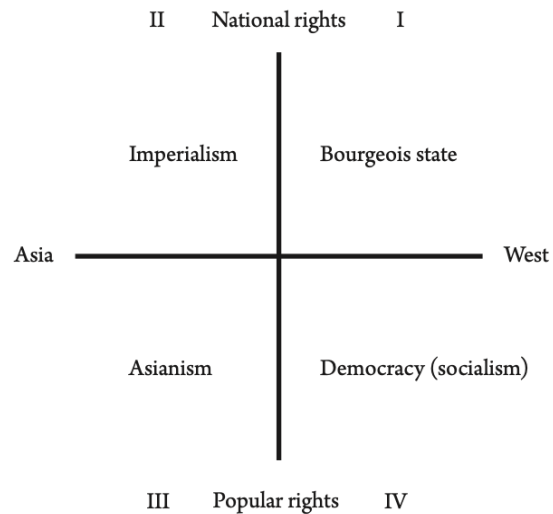 II National rights I
Imperialism Bourgeois state
Asia West
Asianism Democracy (socialism)
III Popular rights IV